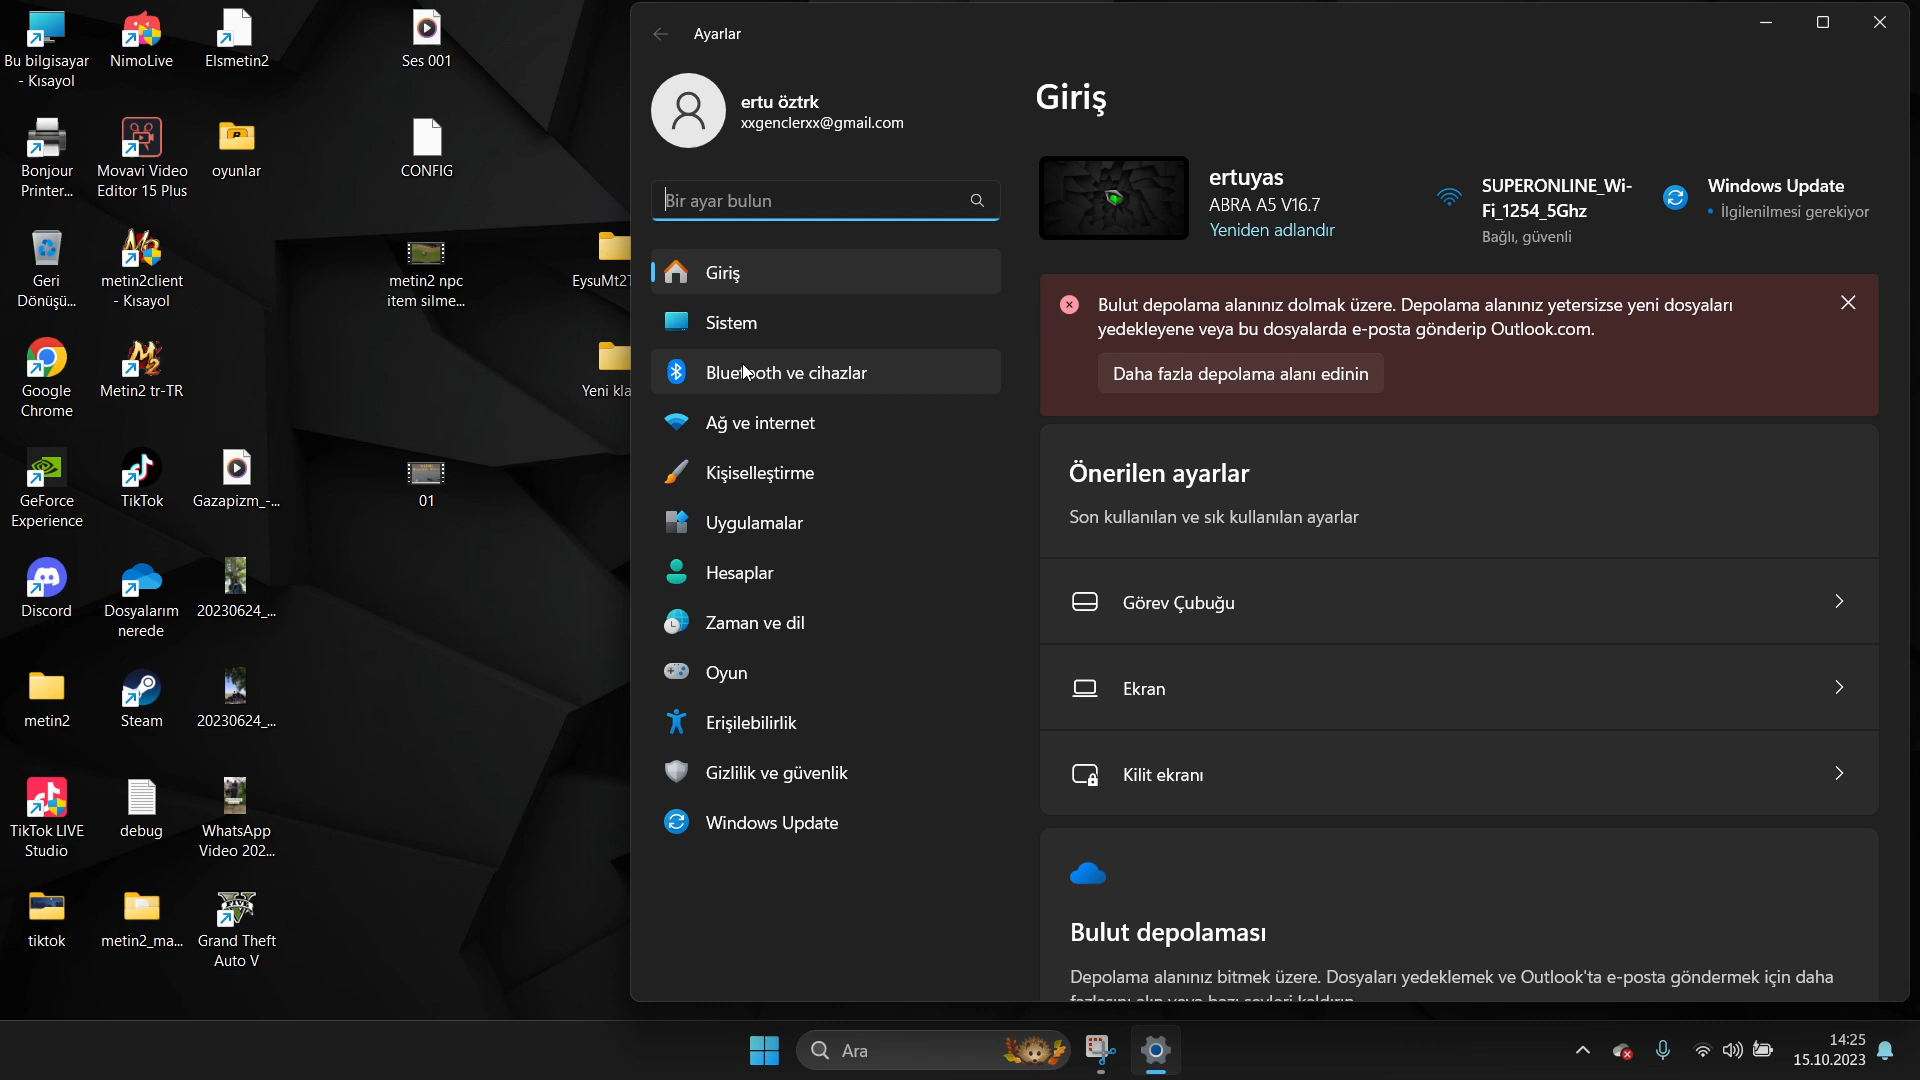 Bu bilgisayar
- Kısayol
NimoLive
Elsmetin2
Ses 001
Bonjour
Printer...
Movavi Video
Editor 15 Plus
oyunlar
CONFIG
Geri
Dönüşü...
metin2client
- Kısayol
metin2 npc
item silme...
EysuMt2T
Google
Chrome
Metin2 tr-TR
Yeni kla
GeForce
Experience
TikTok
Gazapizm_-...
01
Discord
Dosyalarım
nerede
20230624_...
metin2
Steam
20230624_...
TikTok LIVE
Studio
debug
WhatsApp
Video 202...
tiktok
metin2_ma...
Grand Theft
Auto V
Ayarlar
ertu öztrk
xxgenclerxx@gmail.com
Bir ayar bulun
Giriş
Sistem
Bluetooth ve cihazlar
Ağ ve internet
Kişiselleştirme
Uygulamalar
Hesaplar
Zaman ve dil
Oyun
Erişilebilirlik
Gizlilik ve güvenlik
Windows Update
Giriş
ertuyas
ABRA A5 V16.7
Yeniden adlandır
SUPERONLINE_Wi-
Fi_1254_5Ghz
Bağlı, güvenli
Windows Update
• İlgilenilmesi gerekiyor
Bulut depolama alanınız dolmak üzere. Depolama alanınız yetersizse yeni dosyaları
yedekleyene veya bu dosyalarda e-posta gönderip Outlook.com.
Daha fazla depolama alanı edinin
Önerilen ayarlar
Son kullanılan ve sık kullanılan ayarlar
Görev Çubuğu
Ekran
Kilit ekranı
Bulut depolaması
Depolama alanınız bitmek üzere. Dosyaları yedeklemek ve Outlook'ta e-posta göndermek için daha
Ara
14:25
15.10.2023